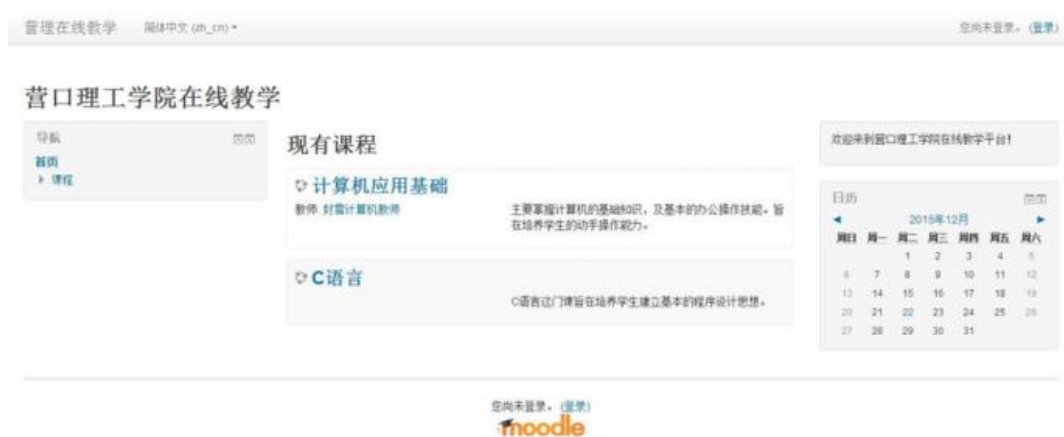 营理在线教学 简体中文 (zh_cn)
您尚未登录。 (登录)
营口理工学院在线教学
导航
首页
课程
现有课程
计算机应用基础
教师: 封雪计算机教师
主要掌握计算机的基础知识，及基本的办公操作技能。旨
在培养学生的动手操作能力。
C语言
C语言这门课旨在培养学生建立基本的程序设计思想。
欢迎来到营口理工学院在线教学平台！
日历
2015年12月
周日 周一 周二 周三 周四 周五 周六
1 2 3 4 5
6 7 8 9 10 11 12
13 14 15 16 17 18 19
20 21 22 23 24 25 26
27 28 29 30 31
您尚未登录。 (登录)
moodle